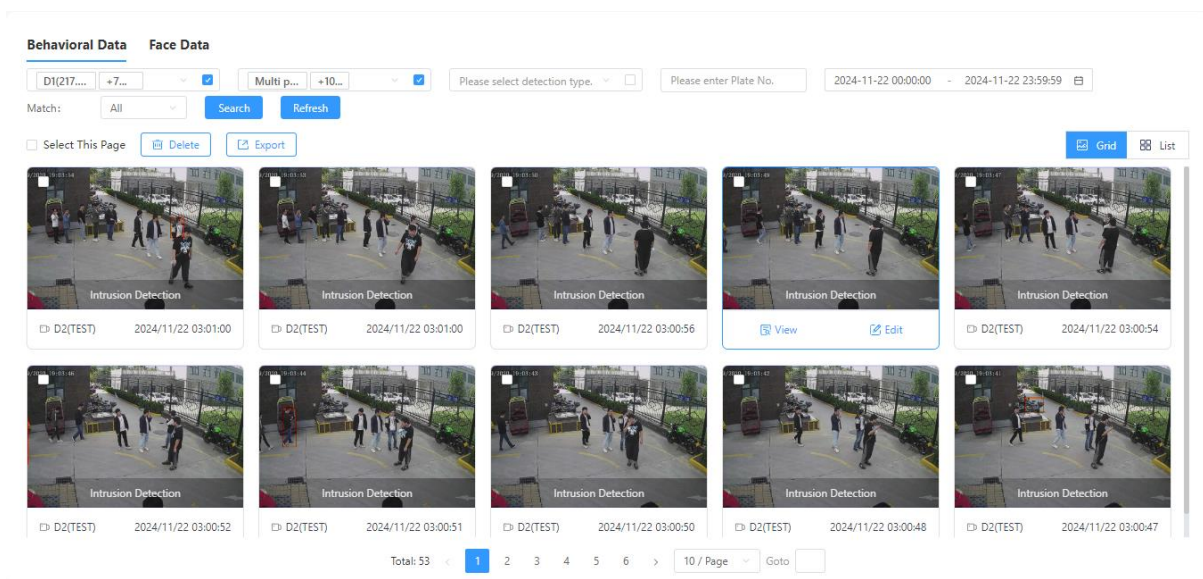 Behavioral Data Face Data
D1(217.... +7... Multi p... +10... Please select detection type. Please enter Plate No. 2024-11-22 00:00:00 - 2024-11-22 23:59:59
Match: All Search Refresh
Select This Page Delete Export Grid List
Intrusion Detection Intrusion Detection Intrusion Detection Intrusion Detection Intrusion Detection
D2(TEST) 2024/11/22 03:01:00 D2(TEST) 2024/11/22 03:01:00 D2(TEST) 2024/11/22 03:00:56 View Edit D2(TEST) 2024/11/22 03:00:54
Intrusion Detection Intrusion Detection Intrusion Detection Intrusion Detection Intrusion Detection
D2(TEST) 2024/11/22 03:00:52 D2(TEST) 2024/11/22 03:00:51 D2(TEST) 2024/11/22 03:00:50 D2(TEST) 2024/11/22 03:00:48 D2(TEST) 2024/11/22 03:00:47
Total: 53 < 1 2 3 4 5 6 > 10 / Page Goto